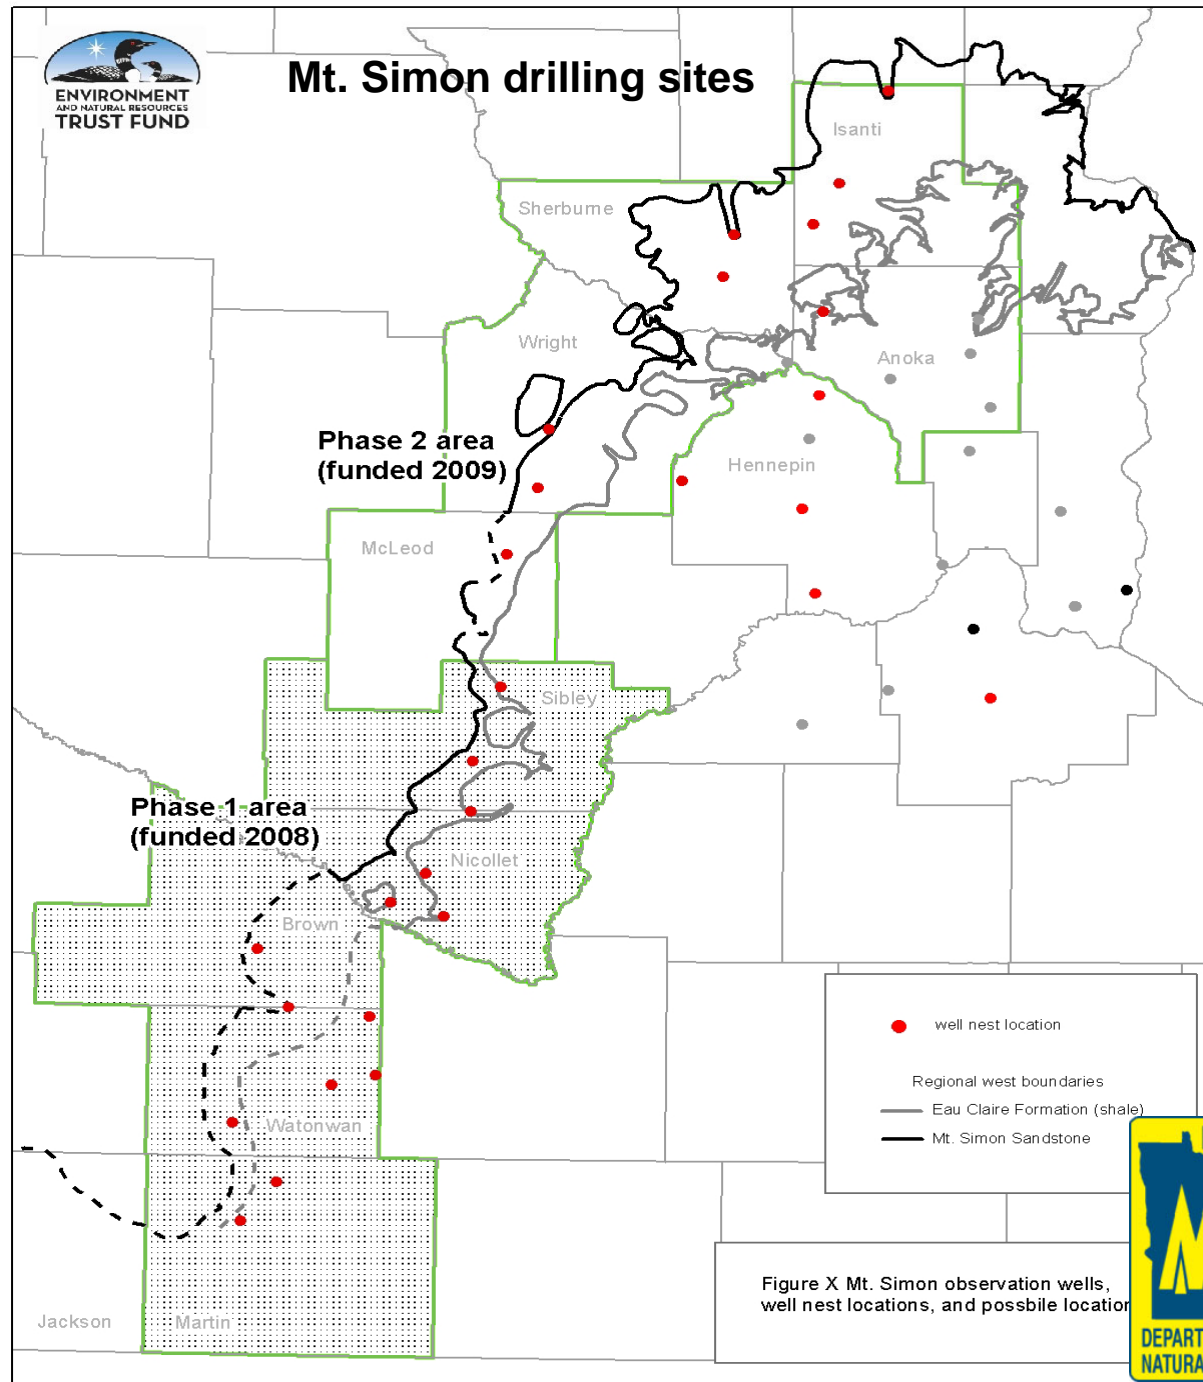 ENVIRONMENT
AND NATURAL RESOURCES
TRUST FUND
Mt. Simon drilling sites
Isanti
Sherburne
Wright
Anoka
Phase 2 area
(funded 2009)
Hennepin
McLeod
Sibley
Phase 1 area
(funded 2008)
Nicollet
Brown
well nest location
Regional west boundaries
Eau Claire Formation (shale)
Mt. Simon Sandstone
Watonwan
Jackson
Martin
Figure X Mt. Simon observation wells,
well nest locations, and possbile location
DEPART
NATURA